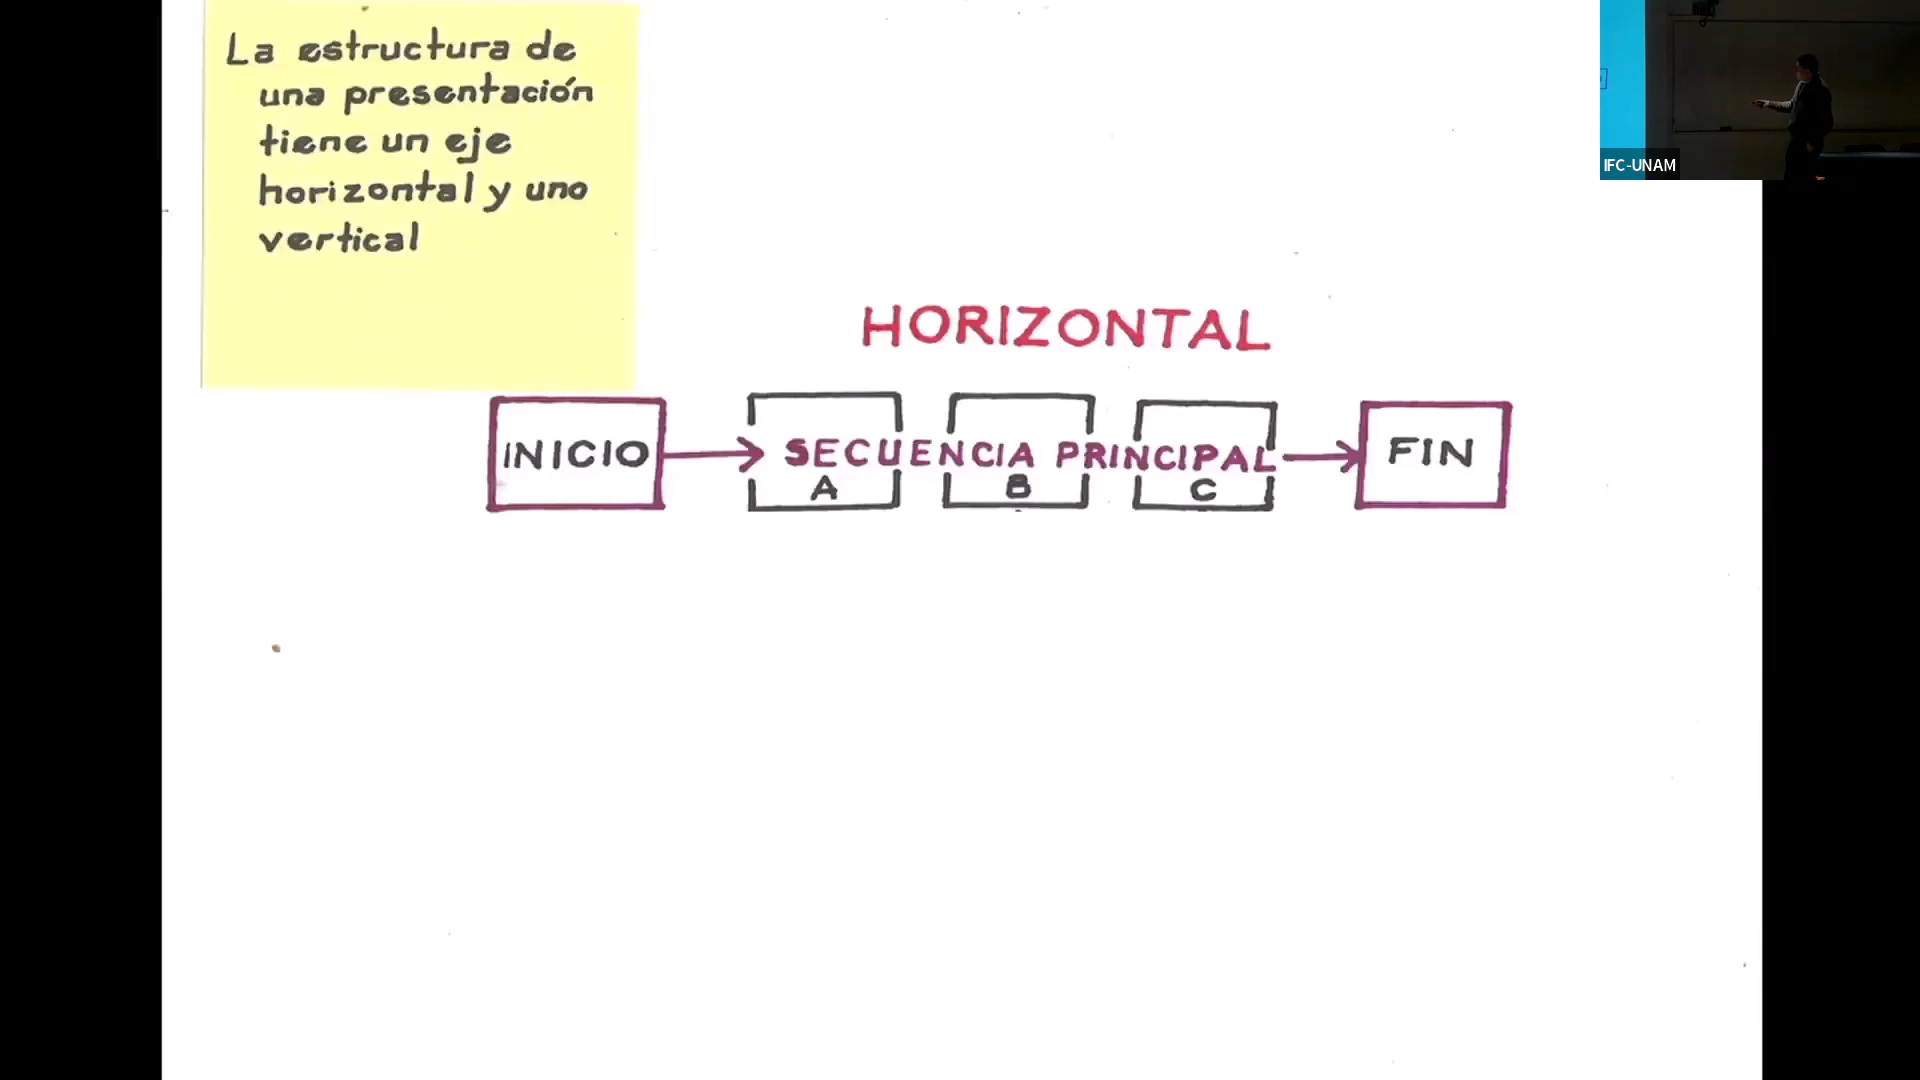 La estructura de
una presentación
tiene un eje
horizontal y uno
vertical
IFC-UNAM
HORIZONTAL
INICIO SECUENCIA PRINCIPAL FIN
A B C